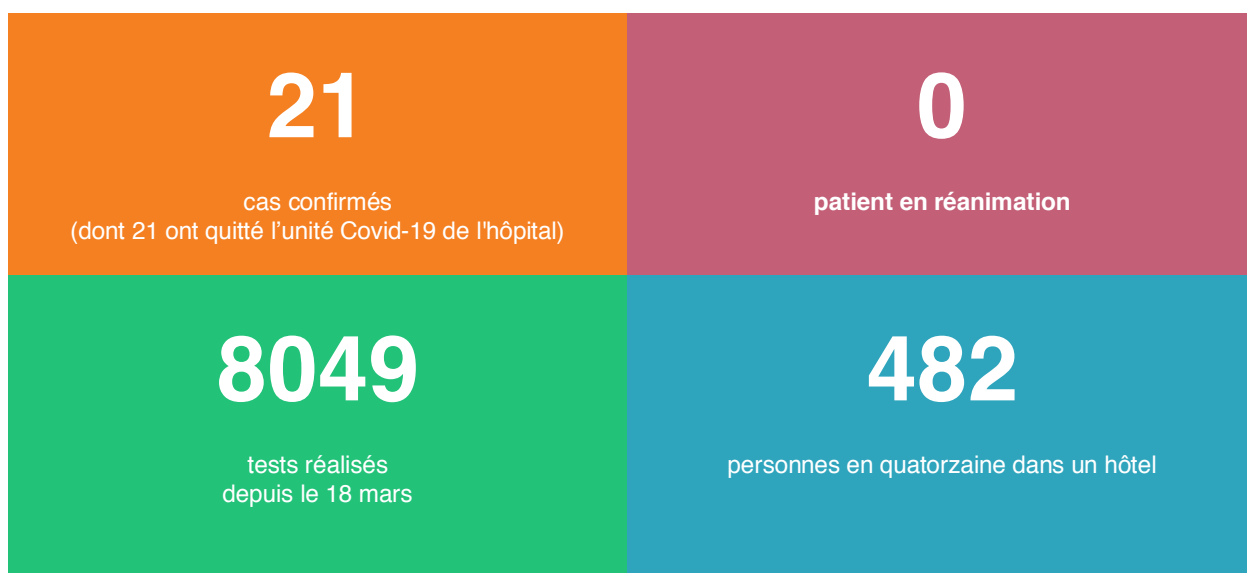 21
cas confirmés
(dont 21 ont quitté l’unité Covid-19 de l'hôpital)
0
patient en réanimation
8049
tests réalisés
depuis le 18 mars
482
personnes en quatorzaine dans un hôtel